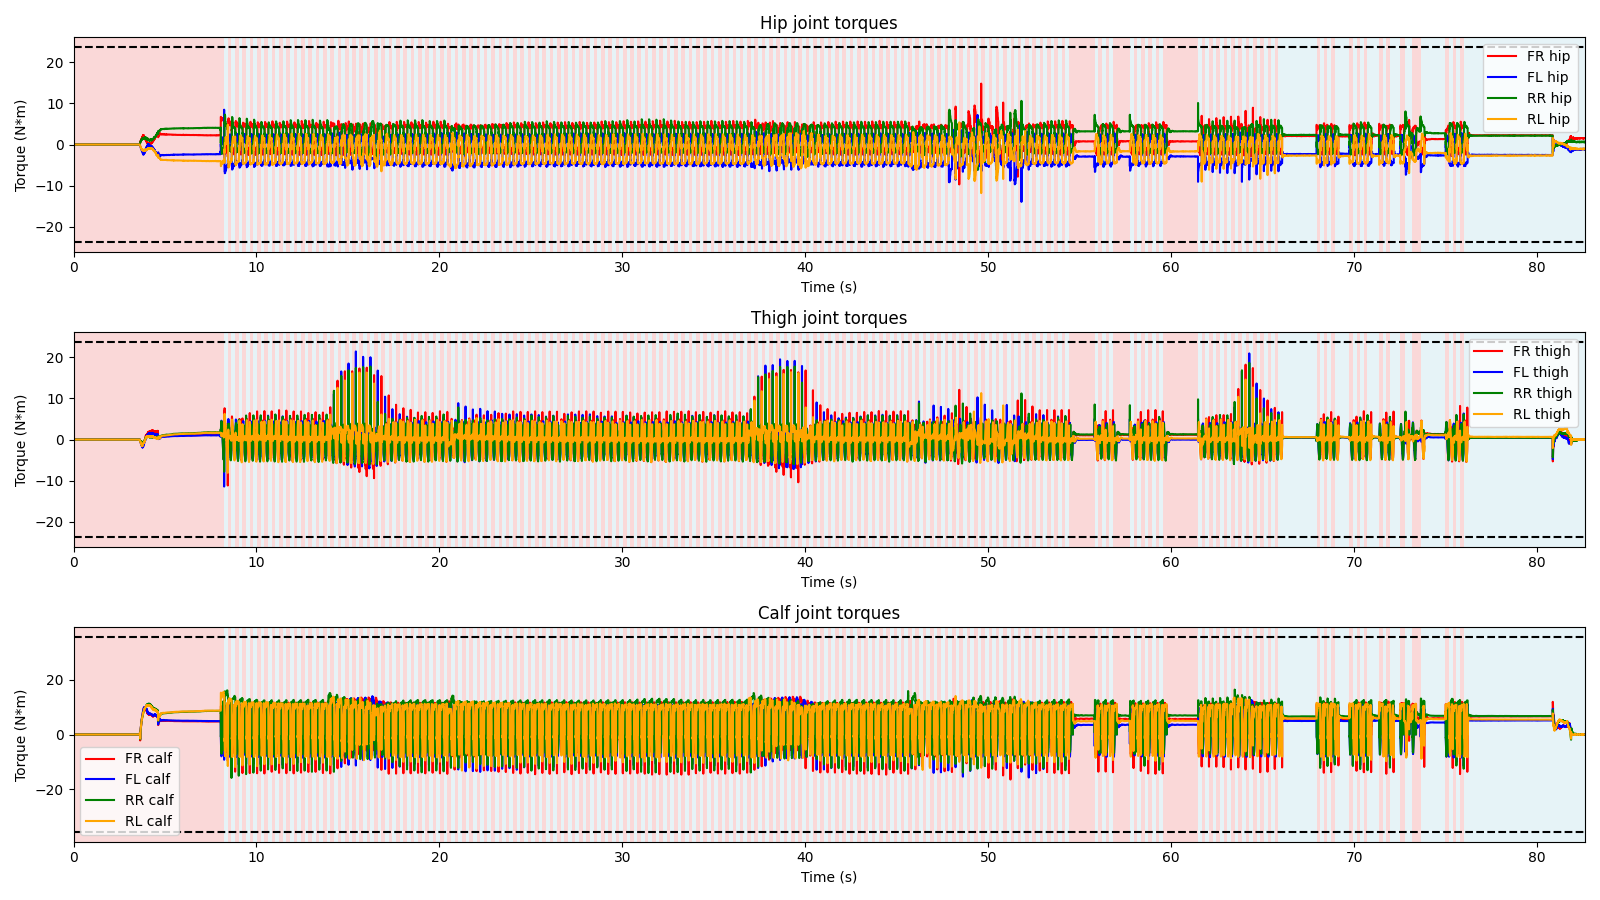 Hip joint torques
Torque (N*m)
20
10
0
−10
−20
FR hip
FL hip
RR hip
RL hip
0 10 20 30 40 50 60 70 80
Time (s)
Thigh joint torques
Torque (N*m)
20
10
0
−10
−20
FR thigh
FL thigh
RR thigh
RL thigh
0 10 20 30 40 50 60 70 80
Time (s)
Calf joint torques
Torque (N*m)
20
0
−20
FR calf
FL calf
RR calf
RL calf
0 10 20 30 40 50 60 70 80
Time (s)